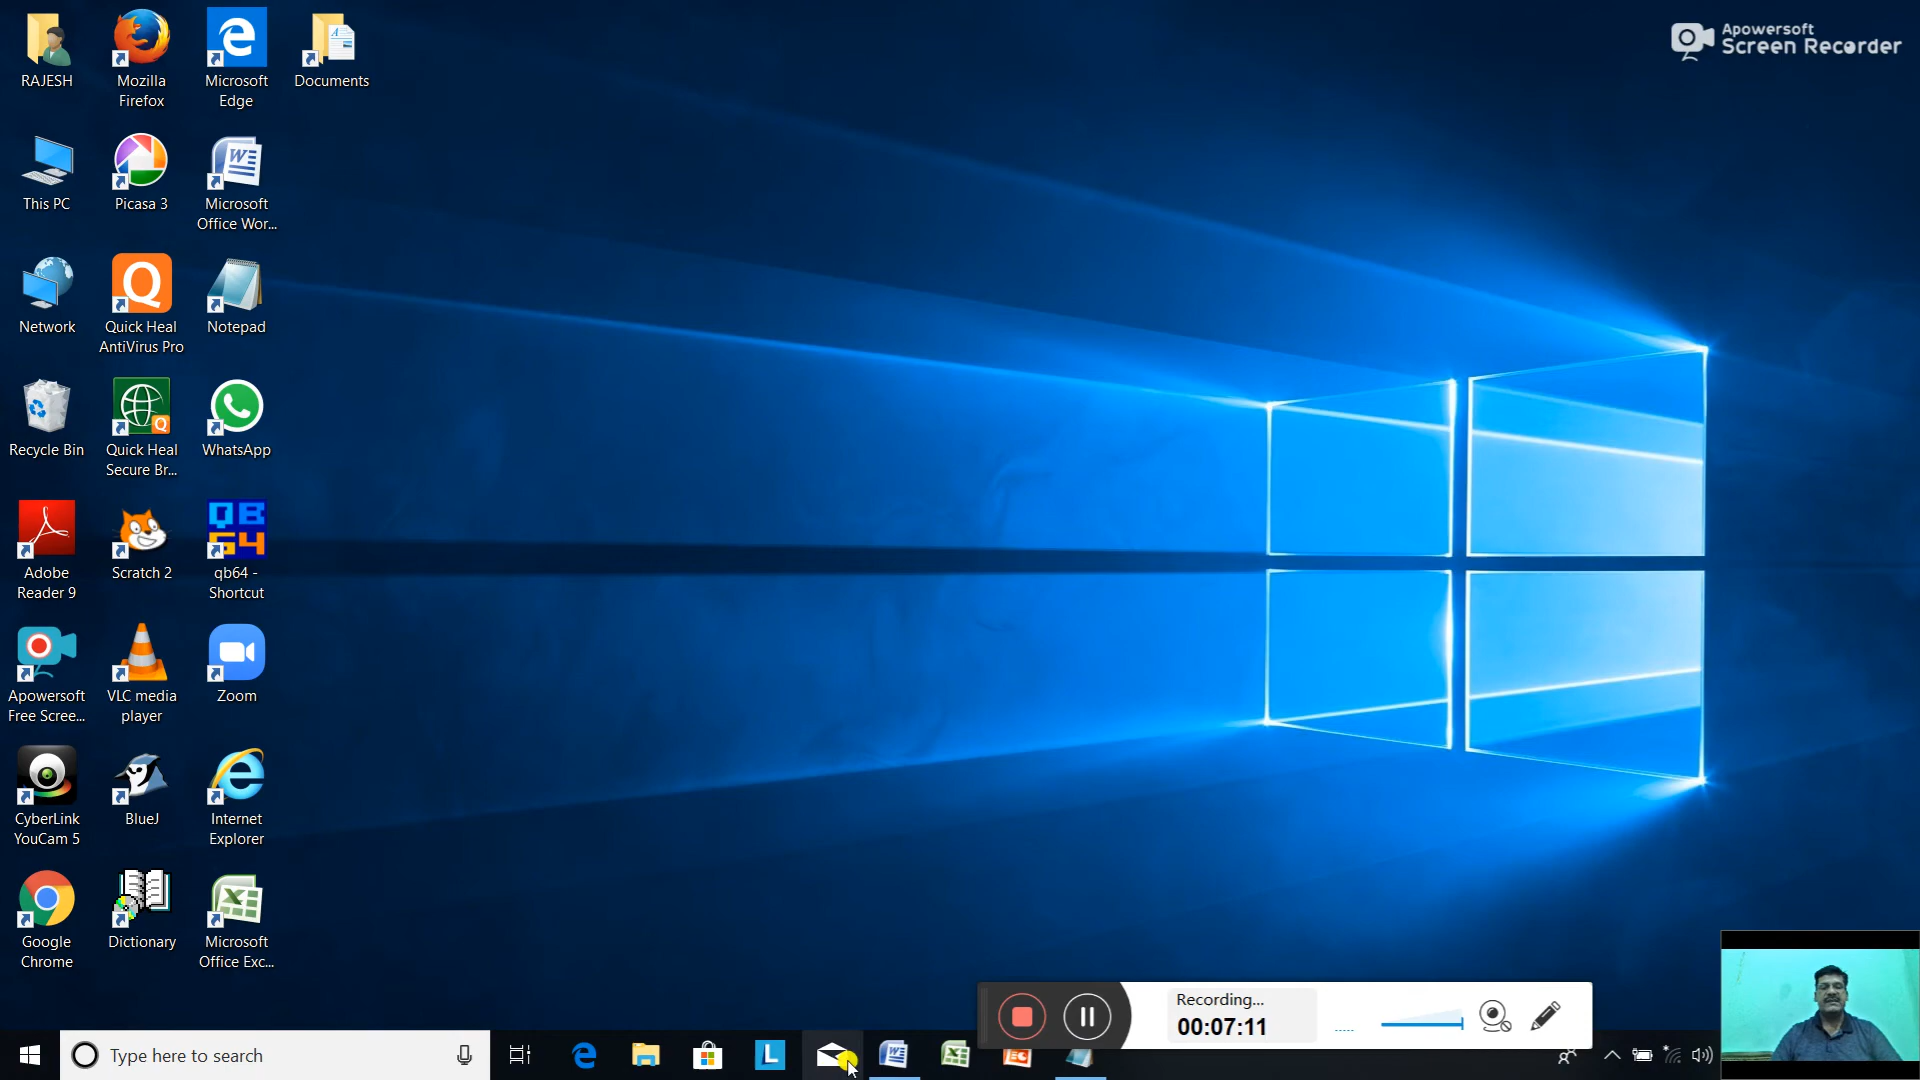 Apowersoft
Screen Recorder
RAJESH
Mozilla
Firefox
Microsoft
Edge
Documents
This PC
Picasa 3
Microsoft
Office Wor...
Network
Quick Heal
AntiVirus Pro
Notepad
Recycle Bin
Quick Heal
Secure Br...
WhatsApp
QB
64
Adobe
Reader 9
Scratch 2
qb64 -
Shortcut
Apowersoft
Free Scree...
VLC media
player
Zoom
CyberLink
YouCam 5
BlueJ
Internet
Explorer
Google
Chrome
Dictionary
Microsoft
Office Exc...
Recording...
00:07:11
Type here to search